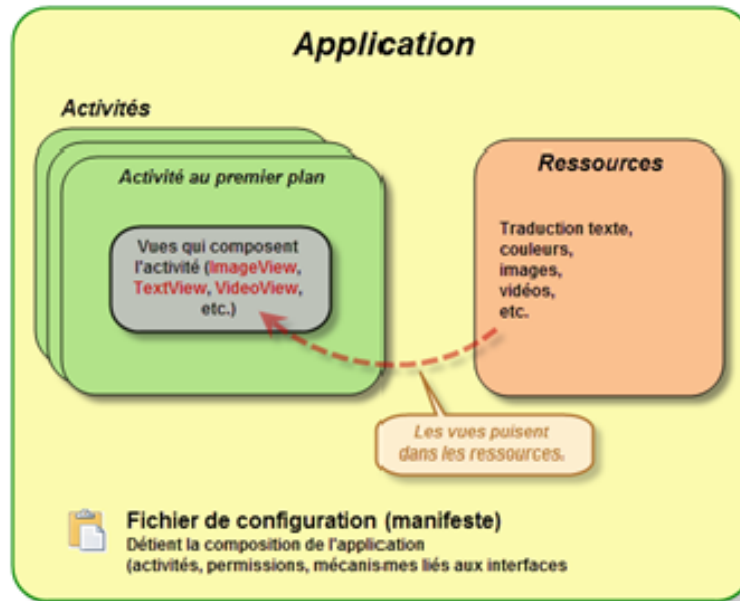 Application
Activités
Activité au premier plan
Vues qui composent
l'activité (ImageView,
TextView, VideoView,
etc.)
Ressources
Traduction texte,
couleurs,
images,
vidéos,
etc.
Les vues puisent
dans les ressources.
Fichier de configuration (manifeste)
Détient la composition de l'application
(activités, permissions, mécanismes liés aux interfaces